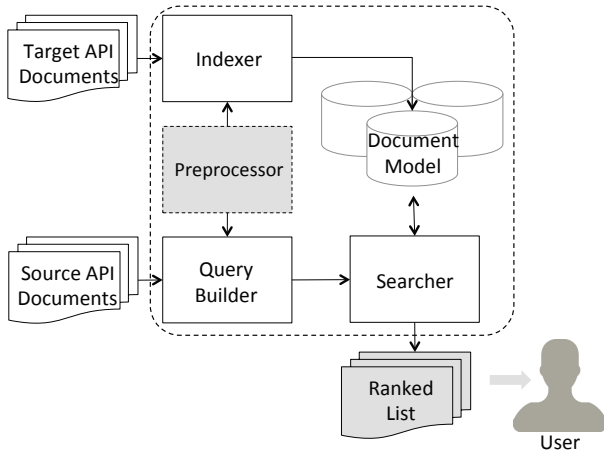 Target API
Documents
Indexer
Preprocessor
Document
Model
Source API
Documents
Query
Builder
Searcher
Ranked
List
User